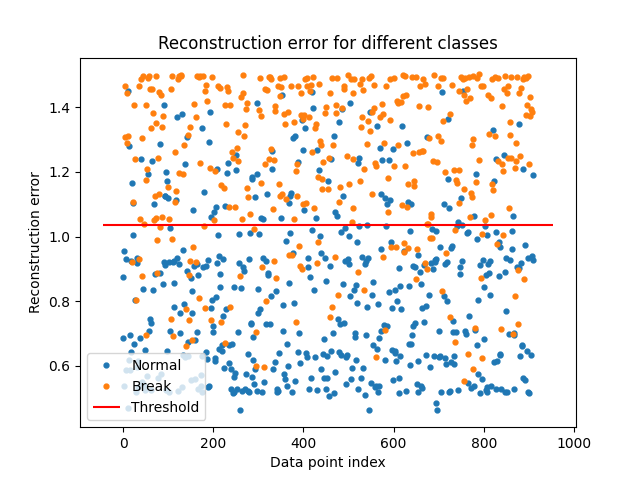 Reconstruction error for different classes
Reconstruction error
1.4
1.2
1.0
0.8
0.6
Normal
Break
Threshold
0 200 400 600 800 1000
Data point index